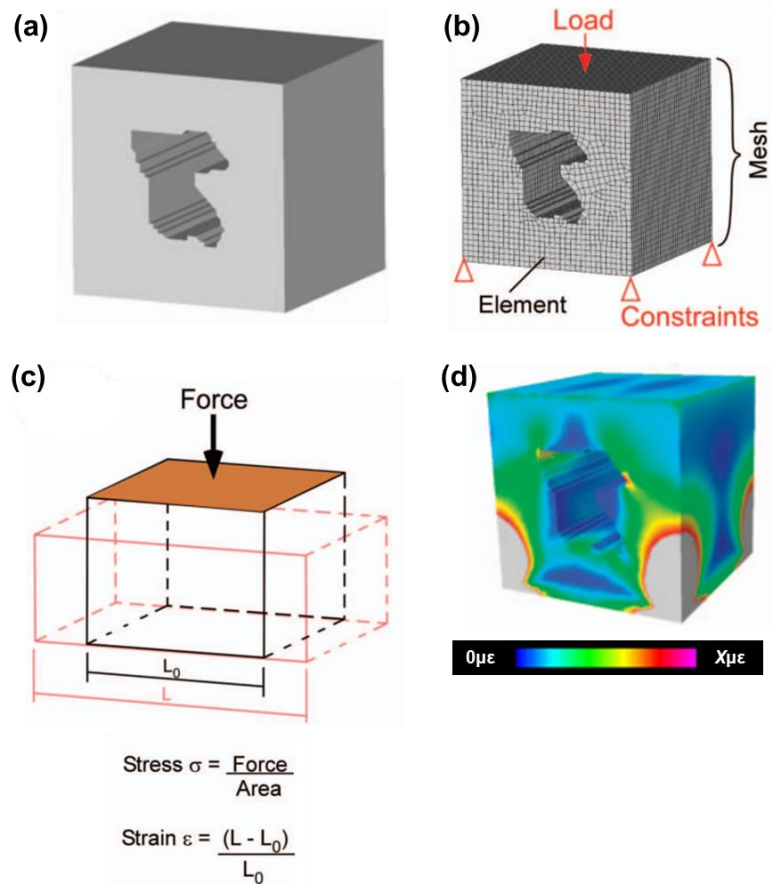 (a)
(b)
Load
Mesh
Element
Constraints
(c)
Force
L₀
L
Stress σ = Force
Area
Strain ε = (L - L₀)
L₀
(d)
0με
Xμε